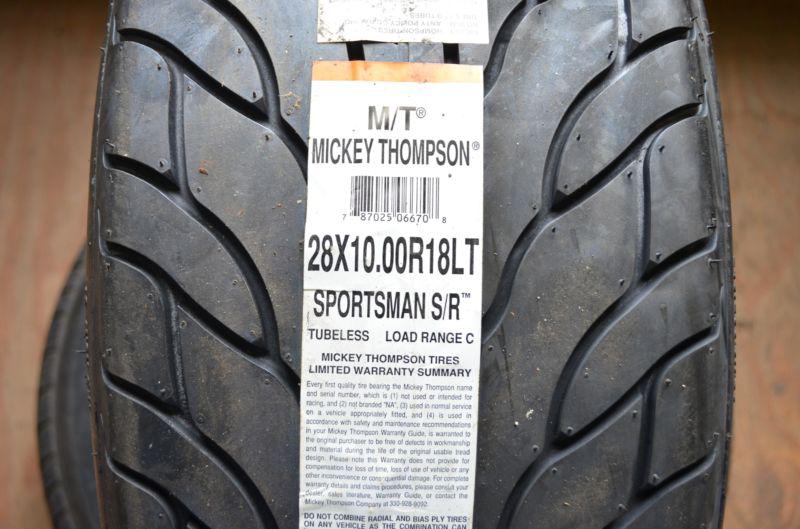 M/T®
MICKEY THOMPSON®
7 87025 06670 8
28X10.00R18LT
SPORTSMAN S/R™
TUBELESS LOAD RANGE C
MICKEY THOMPSON TIRES
LIMITED WARRANTY SUMMARY
Every first quality tire bearing the Mickey Thompson name
and serial number, which is (1) not used or intended for
racing, and (2) not branded "NA", (3) used in normal service
on a vehicle appropriately fitted, and (4) is used in
accordance with safety and maintenance recommendations
in your Mickey Thompson Warranty Guide, is warranted to
the original purchaser to be free of defects in workmanship
and material during the life of the original usable tread
design. Please note this Warranty does not provide for
compensation for loss of time, loss of use of vehicle or any
other inconvenience or consequential damage. For complete
warranty details and claims procedures, please consult your
dealer, sales literature, Warranty Guide, or contact the
Mickey Thompson Company at 330-928-9092.
DO NOT COMBINE RADIAL AND BIAS PLY TIRES
ON ANY VEHICLE AS THE COMBINATION CAN